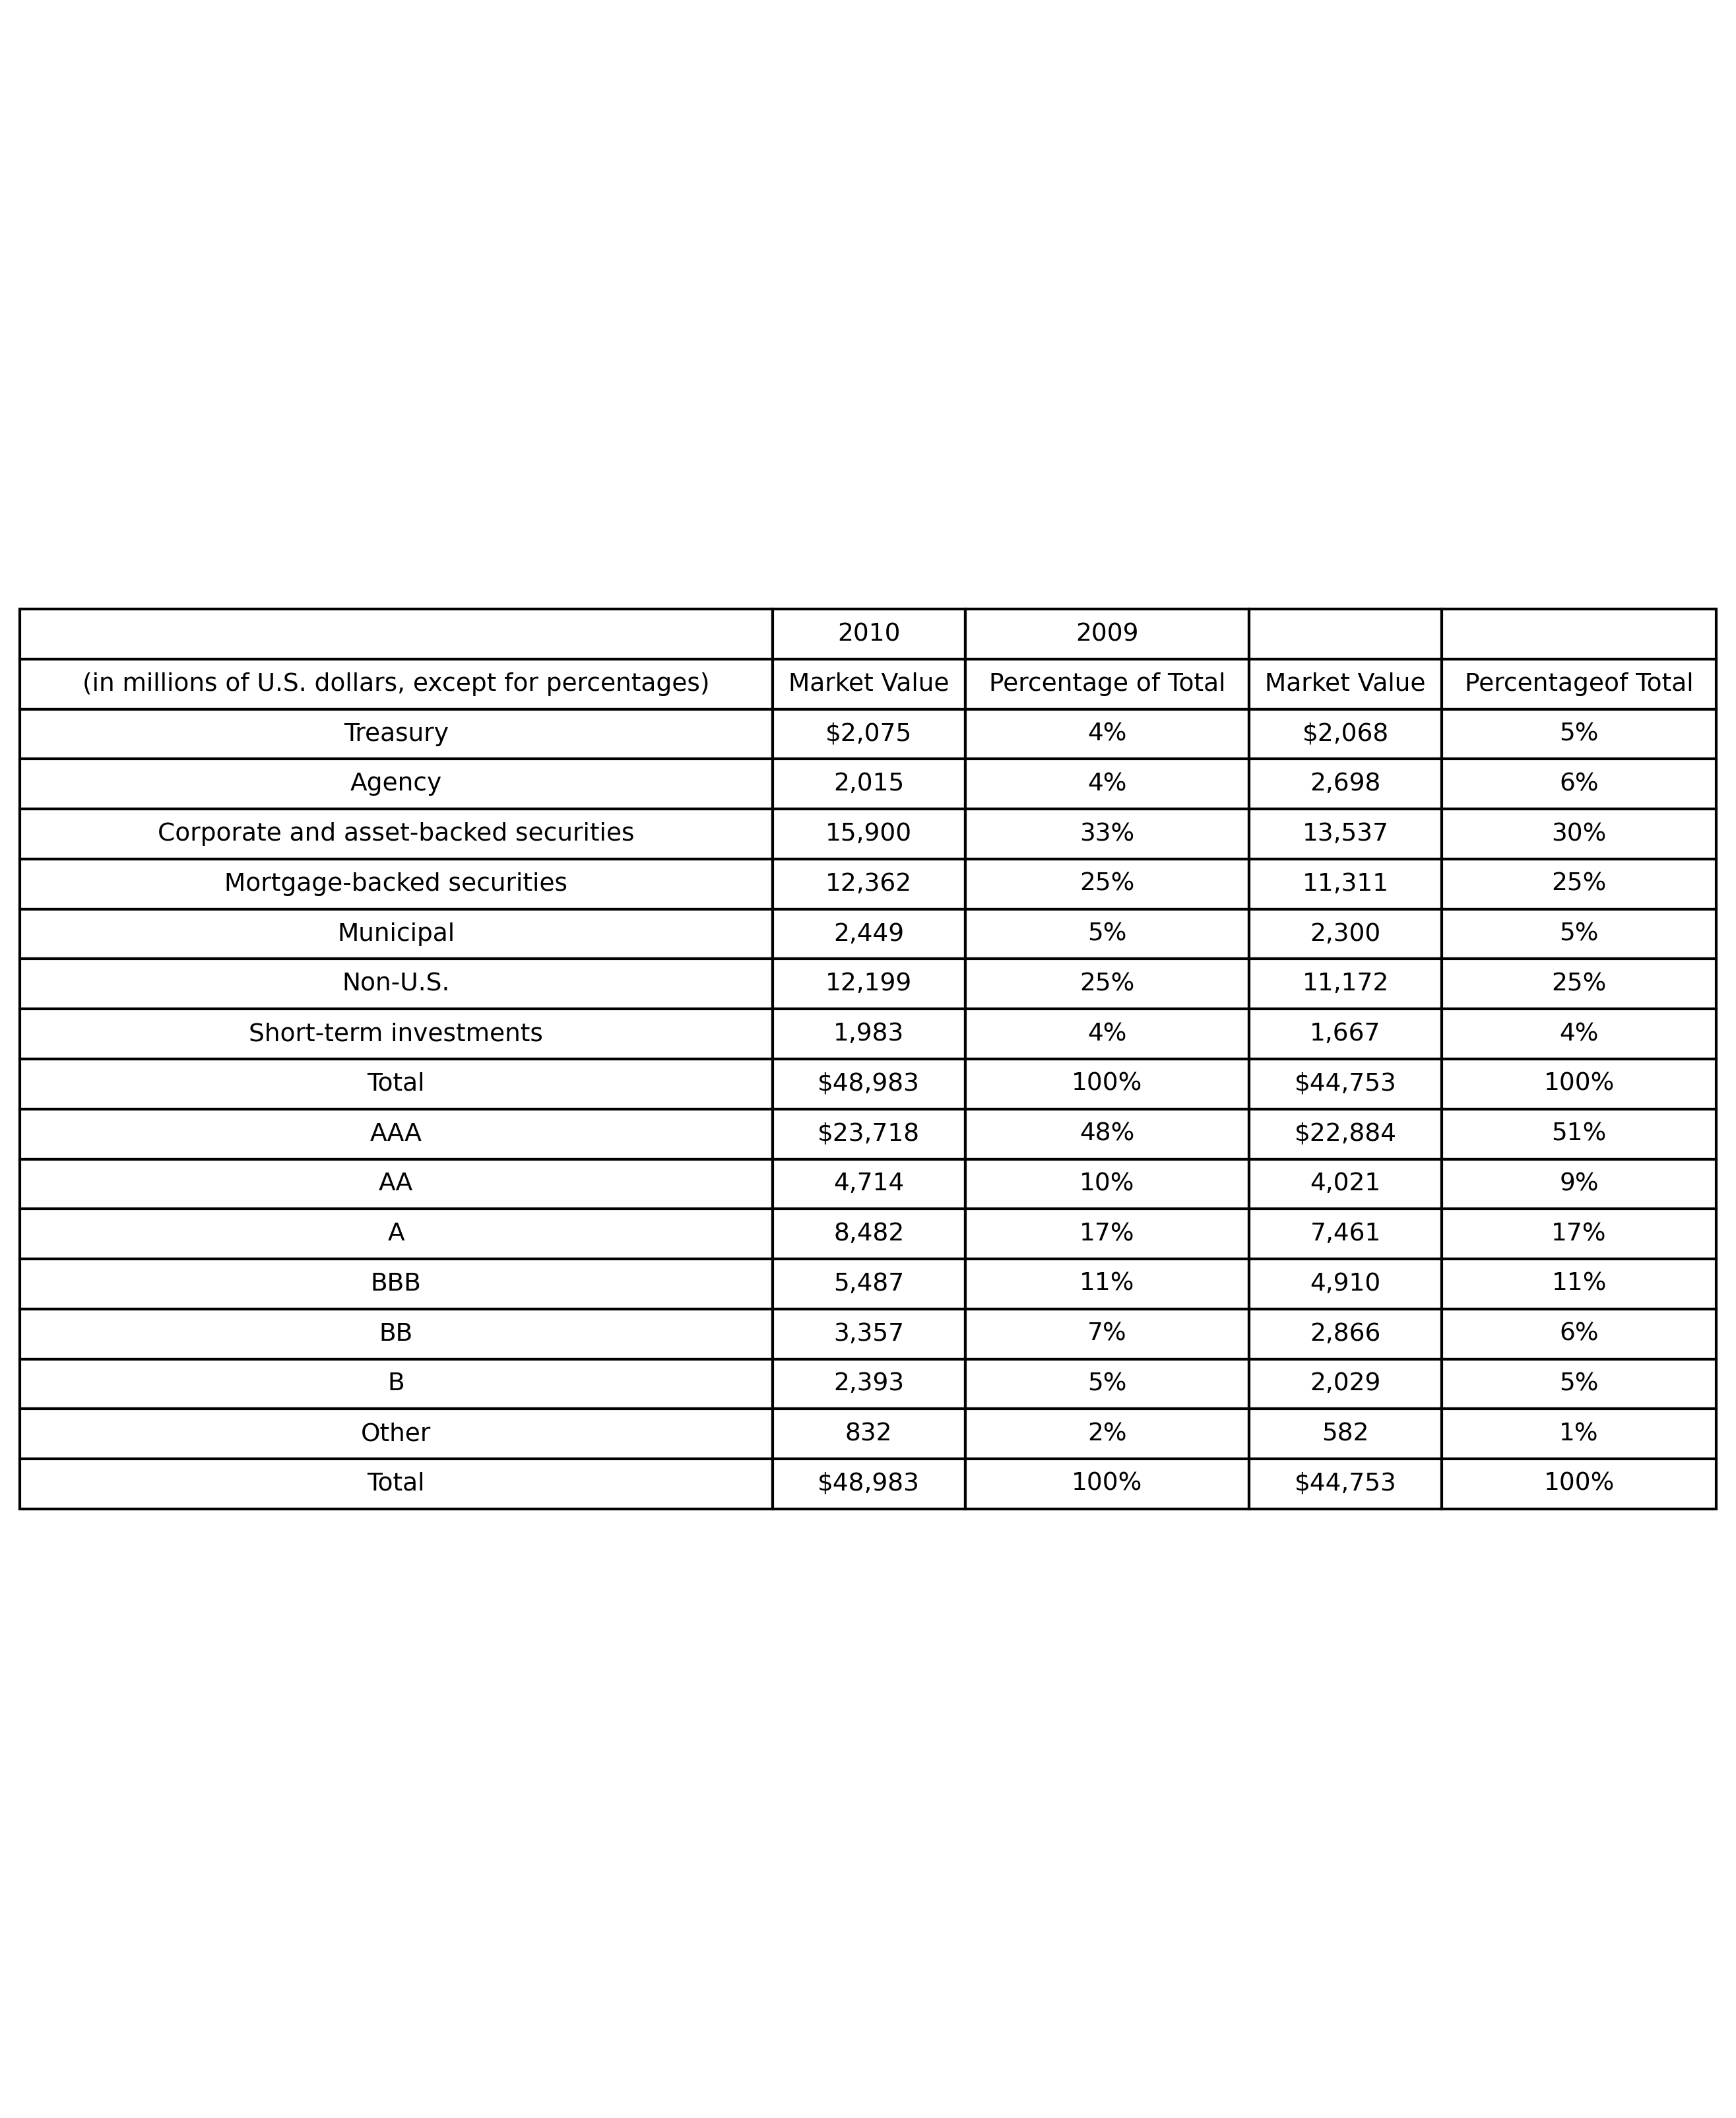 2010 2009
(in millions of U.S. dollars, except for percentages) Market Value Percentage of Total Market Value Percentageof Total
Treasury $2,075 4% $2,068 5%
Agency 2,015 4% 2,698 6%
Corporate and asset-backed securities 15,900 33% 13,537 30%
Mortgage-backed securities 12,362 25% 11,311 25%
Municipal 2,449 5% 2,300 5%
Non-U.S. 12,199 25% 11,172 25%
Short-term investments 1,983 4% 1,667 4%
Total $48,983 100% $44,753 100%
AAA $23,718 48% $22,884 51%
AA 4,714 10% 4,021 9%
A 8,482 17% 7,461 17%
BBB 5,487 11% 4,910 11%
BB 3,357 7% 2,866 6%
B 2,393 5% 2,029 5%
Other 832 2% 582 1%
Total $48,983 100% $44,753 100%